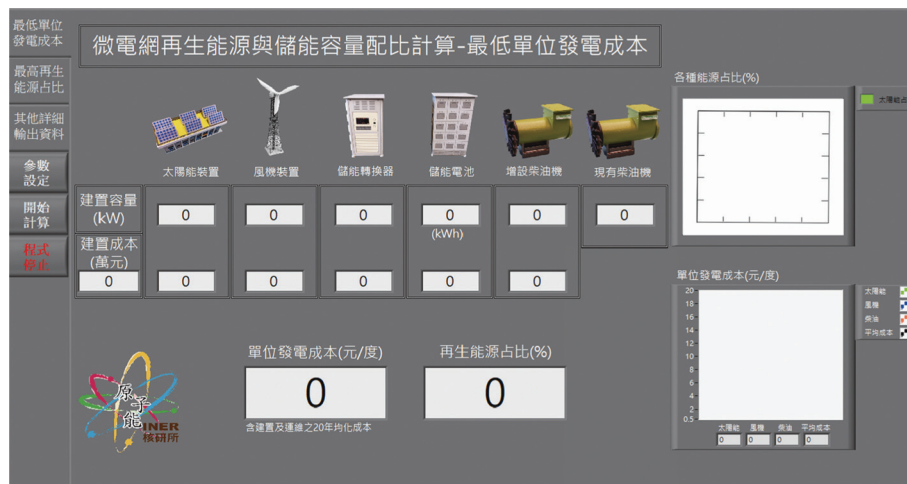 最低單位
發電成本
最高再生
能源占比
其他詳細
輸出資料
參數
設定
開始
計算
程式
停止
微電網再生能源與儲能容量配比計算-最低單位發電成本
太陽能裝置
風機裝置
儲能轉換器
儲能電池
增設柴油機
現有柴油機
建置容量
(kW)
0
0
0
0
(kWh)
0
0
建置成本
(萬元)
0
0
0
0
0
0
單位發電成本(元/度)
0
含建置及運維之20年均化成本
再生能源占比(%)
0
原子能
INER
核研所
各種能源占比(%)
太陽能占
單位發電成本(元/度)
20
18
16
14
12
10
8
6
4
2
0.5
太陽能
風機
柴油
平均成本
0
0
0
0
太陽能
風機
柴油
平均成本